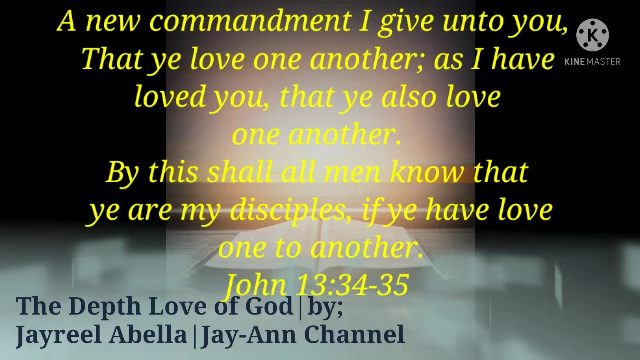 A new commandment I give unto you,
That ye love one another; as I have
loved you, that ye also love
one another.
By this shall all men know that
ye are my disciples, if ye have love
one to another.
John 13:34-35
The Depth Love of God|by;
Jayreel Abella|Jay-Ann Channel
K
KINEMASTER